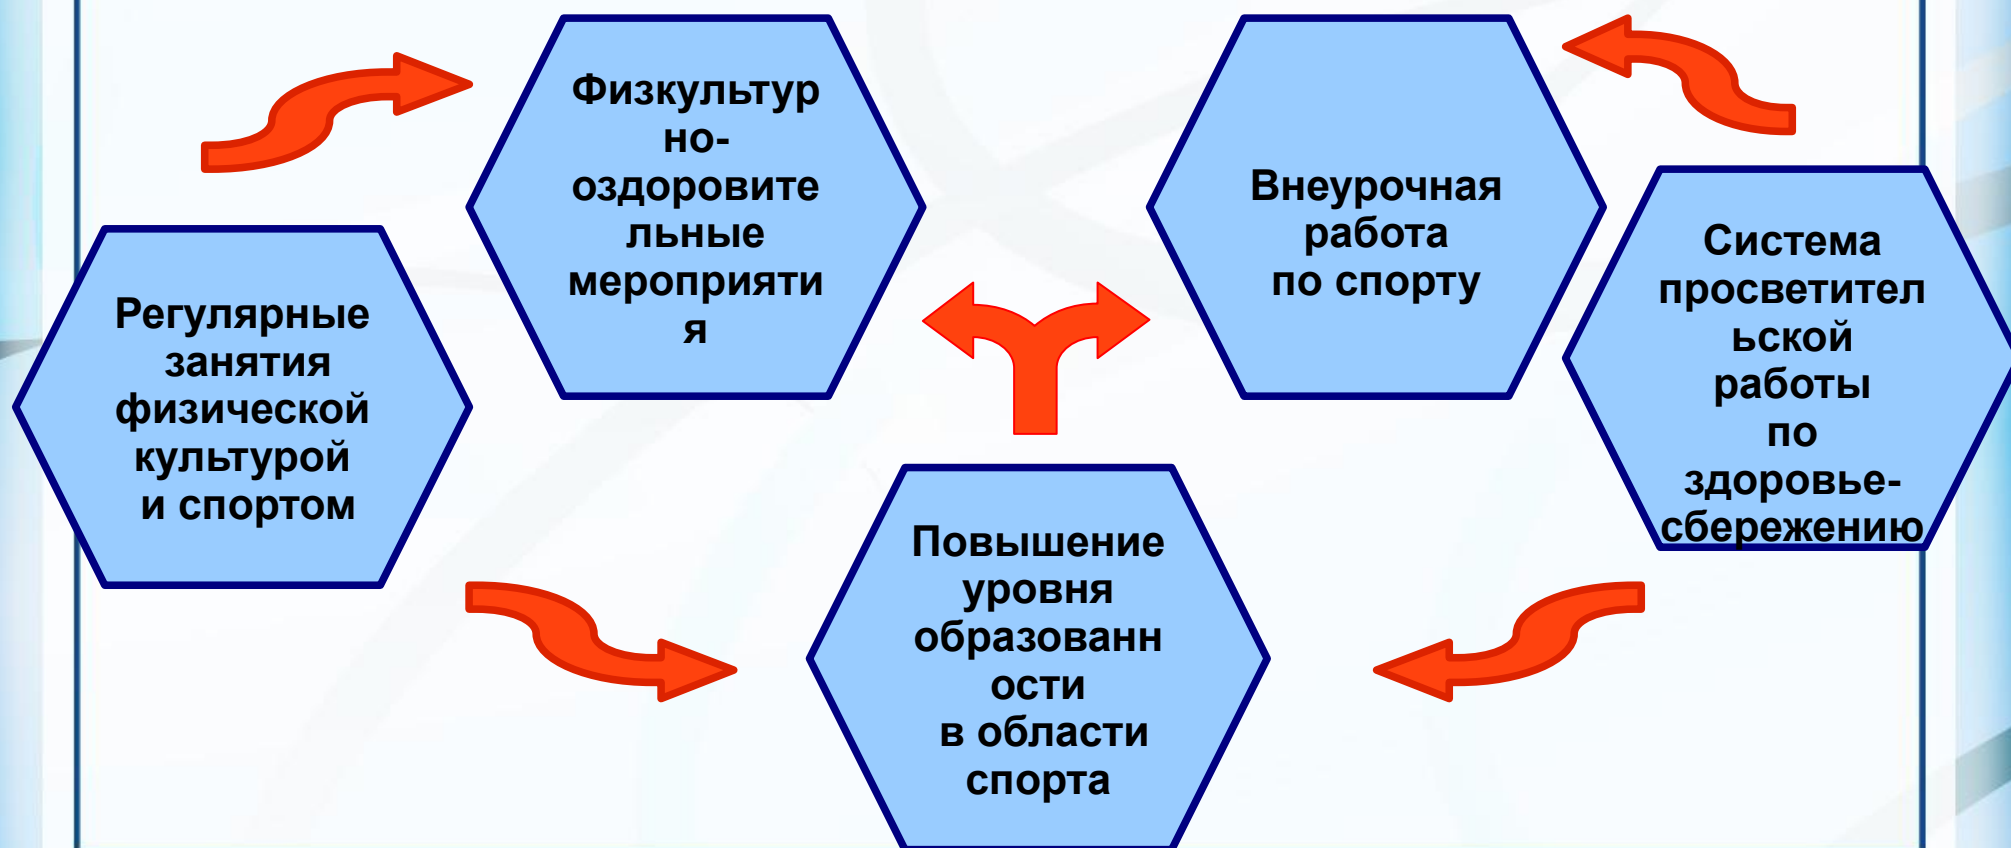 Физкультур
но-
оздоровите
льные
мероприяти
я
Внеурочная
работа
по спорту
Система
просветител
ьской
работы
по
здоровье-
сбережению
Регулярные
занятия
физической
культурой
и спортом
Повышение
уровня
образованн
ости
в области
спорта